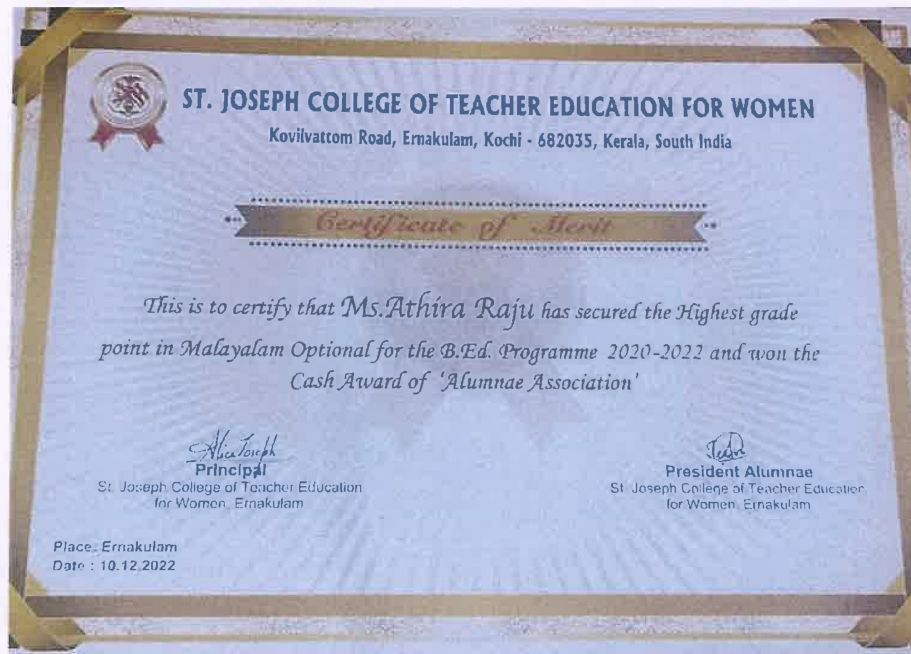 ST. JOSEPH COLLEGE OF TEACHER EDUCATION FOR WOMEN
Kovilvattom Road, Ernakulam, Kochi - 682035, Kerala, South India
Certificate of Merit
This is to certify that Ms.Athira Raju has secured the Highest grade
point in Malayalam Optional for the B.Ed. Programme 2020-2022 and won the
Cash Award of 'Alumnae Association'
Alice Joseph
Principal
St. Joseph College of Teacher Education
for Women, Ernakulam
President Alumnae
St. Joseph College of Teacher Education
for Women, Ernakulam
Place: Ernakulam
Date : 10.12.2022